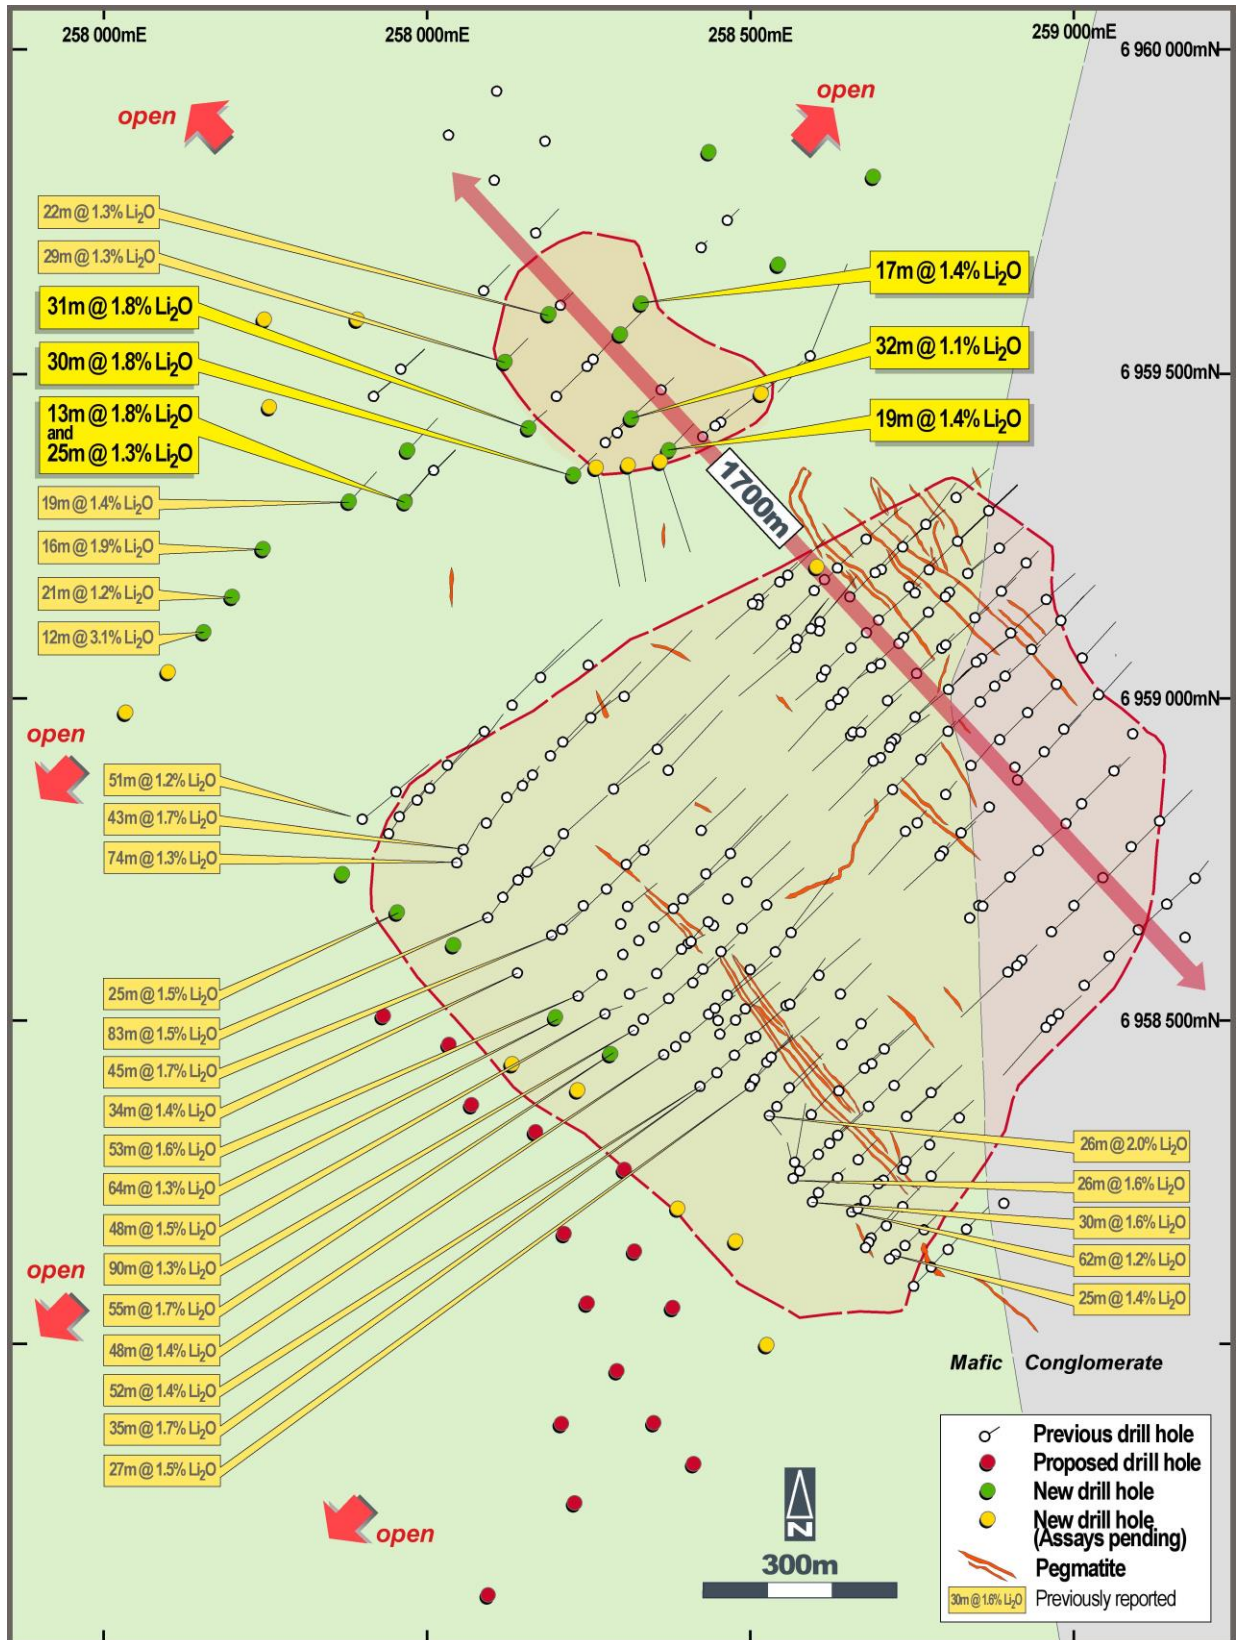 258 000mE
258 000mE
258 500mE
259 000mE
6 960 000mN
open
open
22m @ 1.3% Li₂O
29m @ 1.3% Li₂O
31m @ 1.8% Li₂O
30m @ 1.8% Li₂O
13m @ 1.8% Li₂O
and
25m @ 1.3% Li₂O
17m @ 1.4% Li₂O
32m @ 1.1% Li₂O
19m @ 1.4% Li₂O
6 959 500mN
1700m
19m @ 1.4% Li₂O
16m @ 1.9% Li₂O
21m @ 1.2% Li₂O
12m @ 3.1% Li₂O
6 959 000mN
open
51m @ 1.2% Li₂O
43m @ 1.7% Li₂O
74m @ 1.3% Li₂O
25m @ 1.5% Li₂O
83m @ 1.5% Li₂O
45m @ 1.7% Li₂O
34m @ 1.4% Li₂O
53m @ 1.6% Li₂O
64m @ 1.3% Li₂O
48m @ 1.5% Li₂O
90m @ 1.3% Li₂O
55m @ 1.7% Li₂O
48m @ 1.4% Li₂O
52m @ 1.4% Li₂O
35m @ 1.7% Li₂O
27m @ 1.5% Li₂O
6 958 500mN
26m @ 2.0% Li₂O
26m @ 1.6% Li₂O
30m @ 1.6% Li₂O
62m @ 1.2% Li₂O
25m @ 1.4% Li₂O
open
open
Mafic Conglomerate
Previous drill hole
Proposed drill hole
New drill hole
New drill hole
(Assays pending)
Pegmatite
30m @ 1.6% Li₂O Previously reported
N
300m